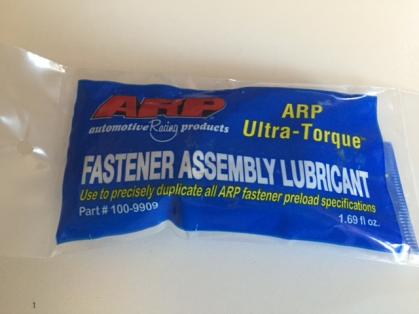 ARP
automotive Racing products
ARP
Ultra-Torque
FASTENER ASSEMBLY LUBRICANT
Use to precisely duplicate all ARP fastener preload specifications
Part # 100-9909
1.69 fl oz.
1